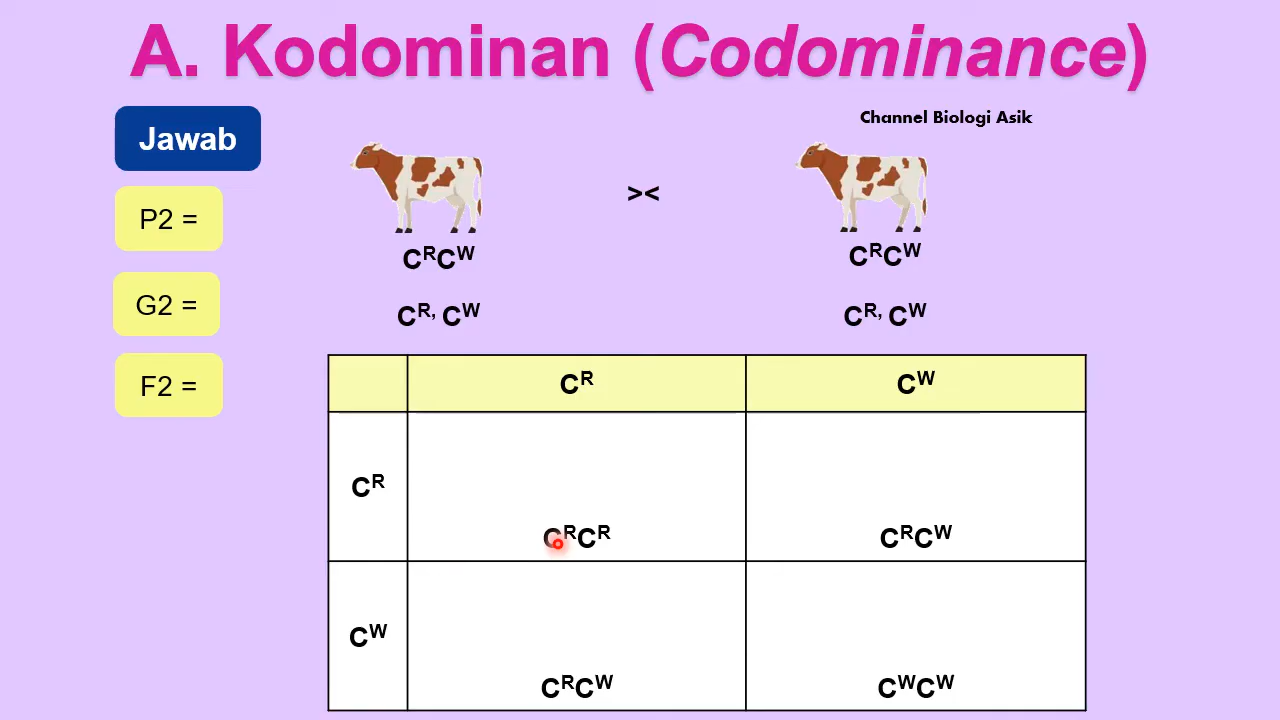 A. Kodominan (Codominance)
Channel Biologi Asik
Jawab
P2 =
><
CᴿCᵂ
CᴿCᵂ
G2 =
Cᴿ, Cᵂ
Cᴿ, Cᵂ
F2 =
Cᴿ Cᵂ
Cᴿ
CᴿCᴿ CᴿCᵂ
Cᵂ
CᴿCᵂ CᵂCᵂ